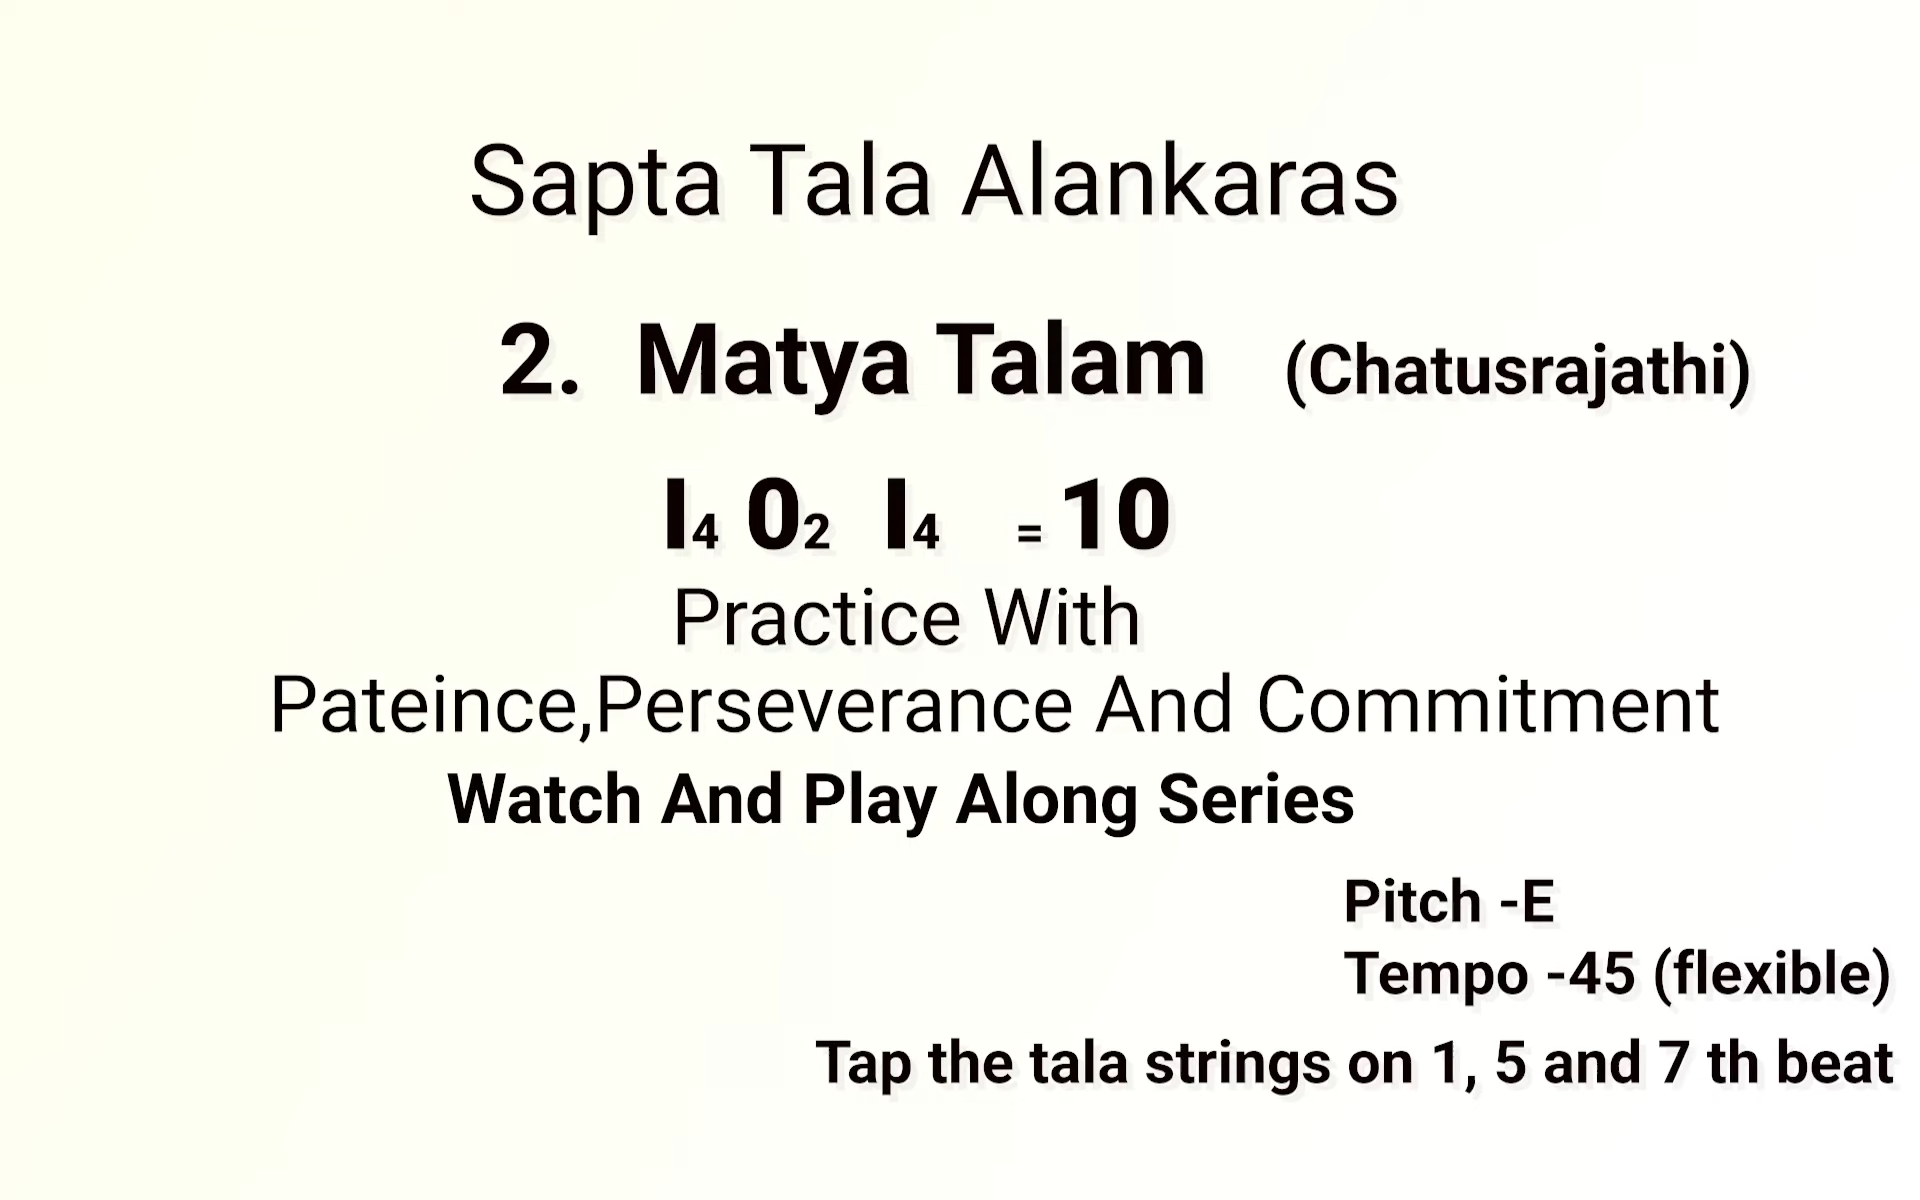 Sapta Tala Alankaras
2. Matya Talam (Chatusrajathi)
I4 02 I4 = 10
Practice With
Pateince,Perseverance And Commitment
Watch And Play Along Series
Pitch -E
Tempo -45 (flexible)
Tap the tala strings on 1, 5 and 7 th beat